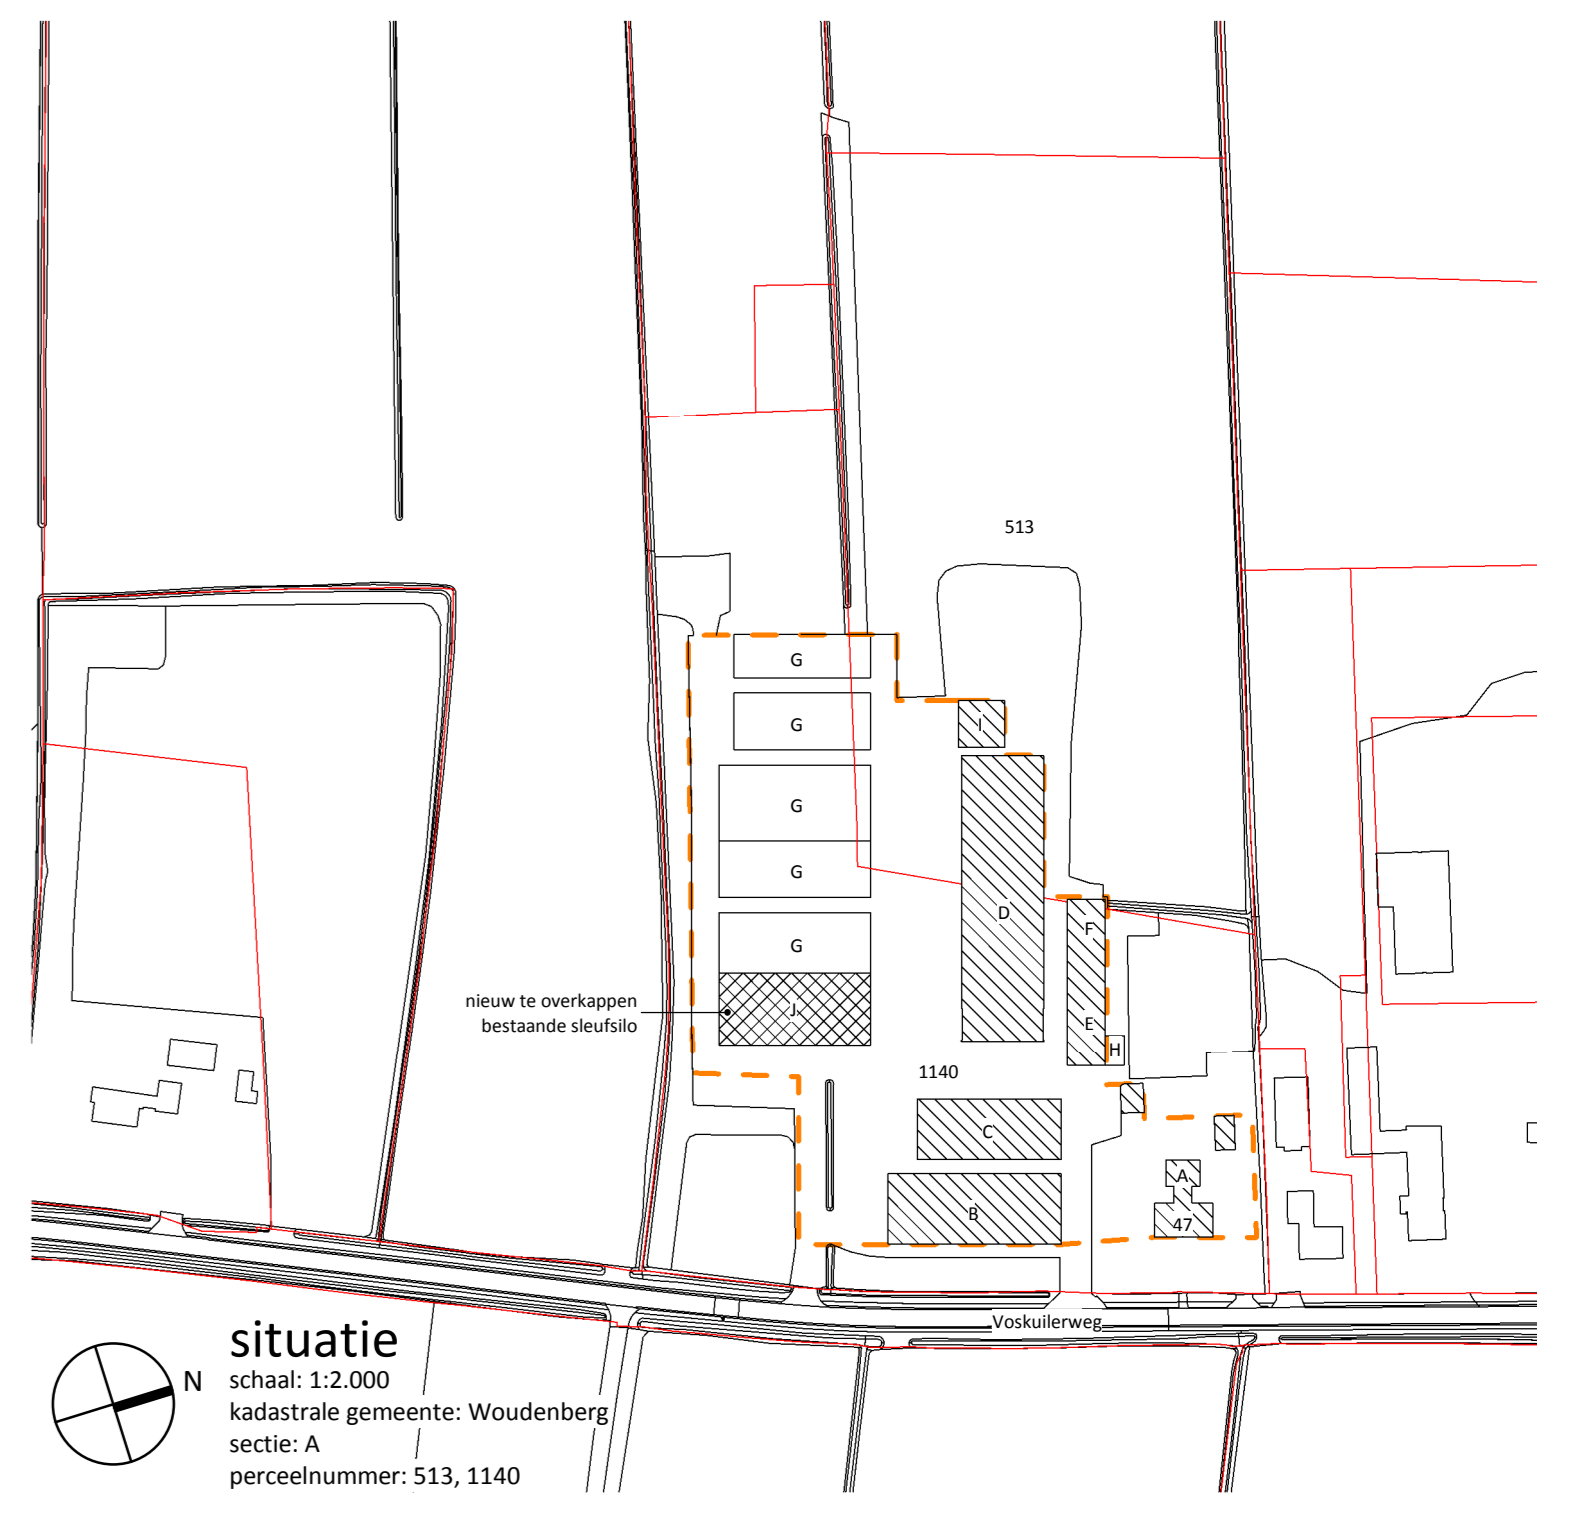 513
G
G
I
G
G
D
F
G
nieuw te overkappen
bestaande sleufsilo
J
E
H
1140
C
A
B
47
Voskuilerweg
situatie
N
schaal: 1:2.000
kadastrale gemeente: Woudenberg
sectie: A
perceelnummer: 513, 1140